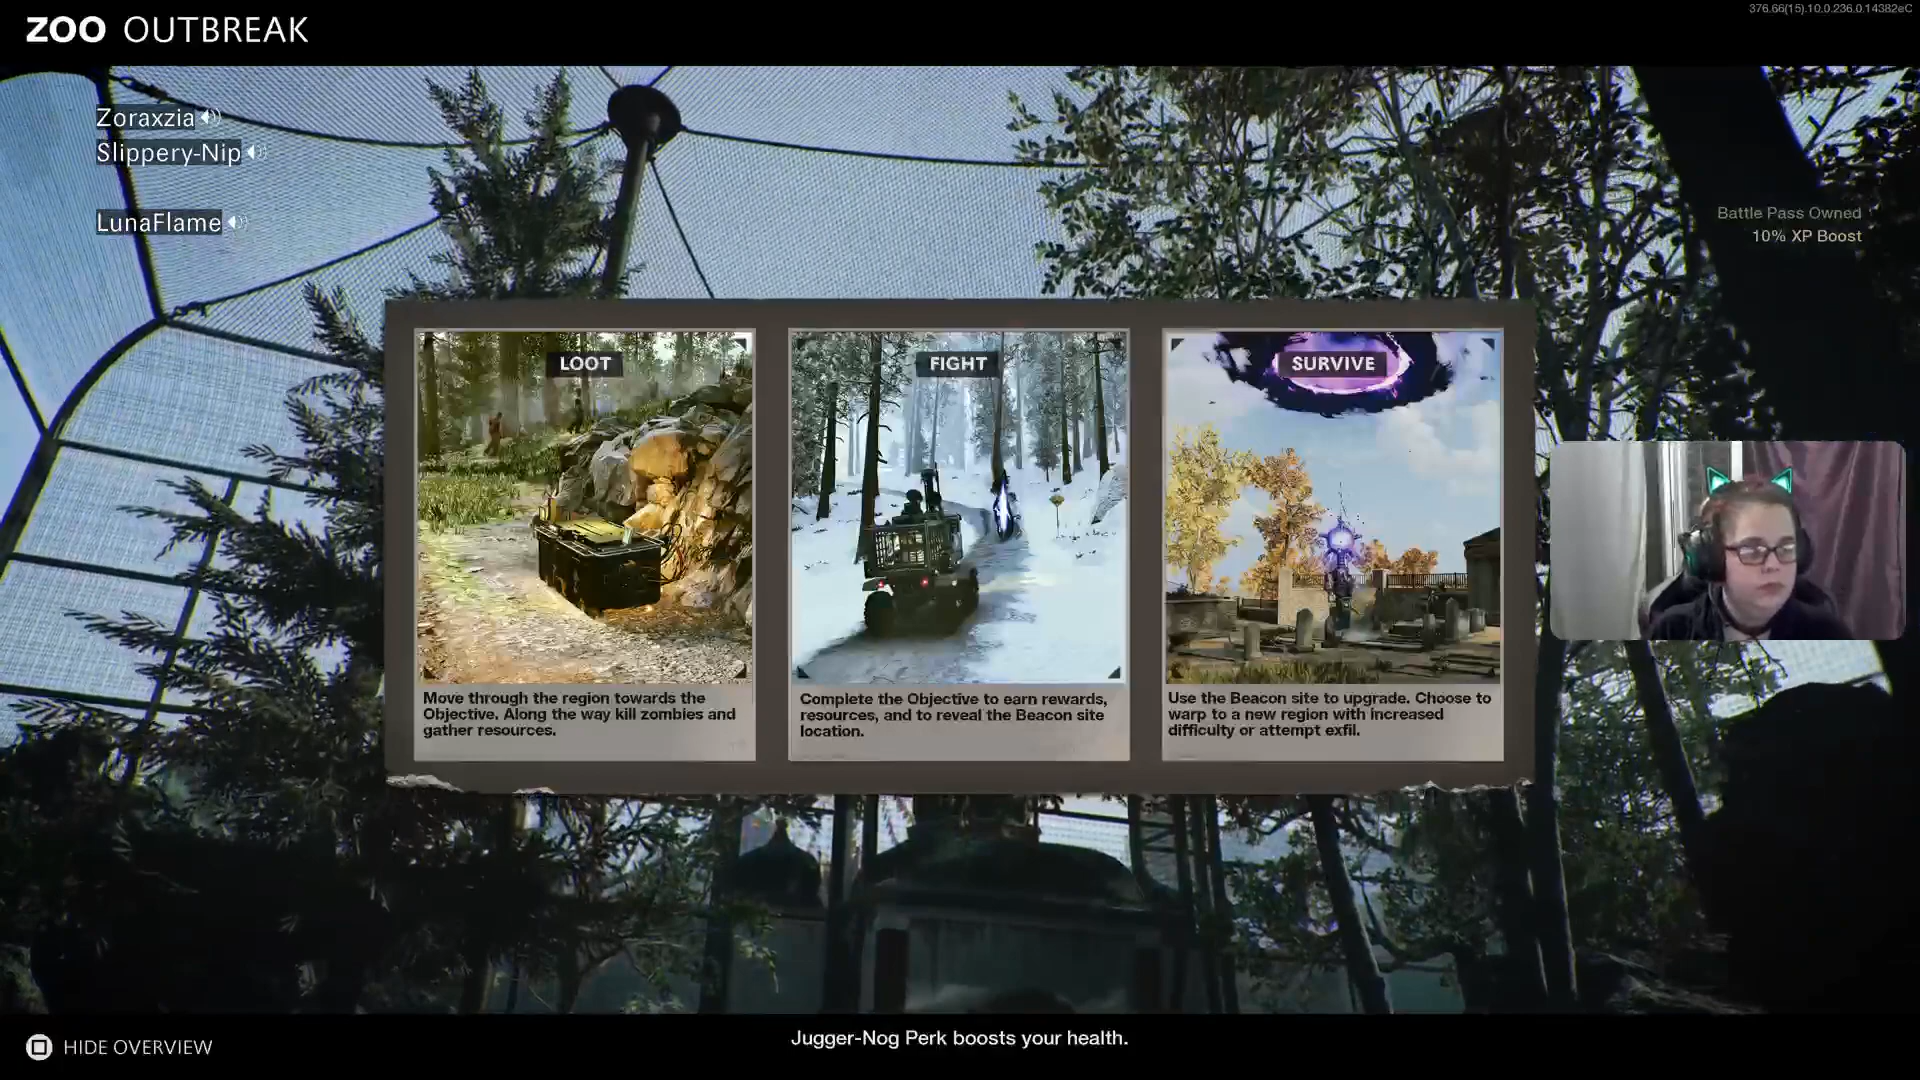 ZOO OUTBREAK
376.66(15).10.0.236.0.14382eC
Zoraxzia
Slippery-Nip
LunaFlame
Battle Pass Owned
10% XP Boost
LOOT
Move through the region towards the
Objective. Along the way kill zombies and
gather resources.
FIGHT
Complete the Objective to earn rewards,
resources, and to reveal the Beacon site
location.
SURVIVE
Use the Beacon site to upgrade. Choose to
warp to a new region with increased
difficulty or attempt exfil.
HIDE OVERVIEW
Jugger-Nog Perk boosts your health.